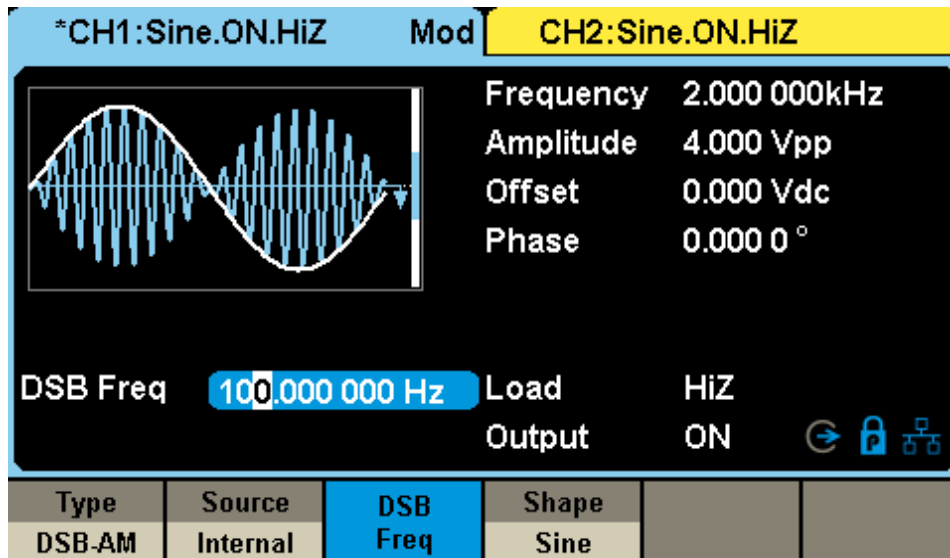 *CH1:Sine.ON.HiZ Mod CH2:Sine.ON.HiZ
Frequency 2.000 000kHz
Amplitude 4.000 Vpp
Offset 0.000 Vdc
Phase 0.000 0 °
DSB Freq 100.000 000 Hz Load HiZ
Output ON P
Type Source DSB Shape
DSB-AM Internal Freq Sine